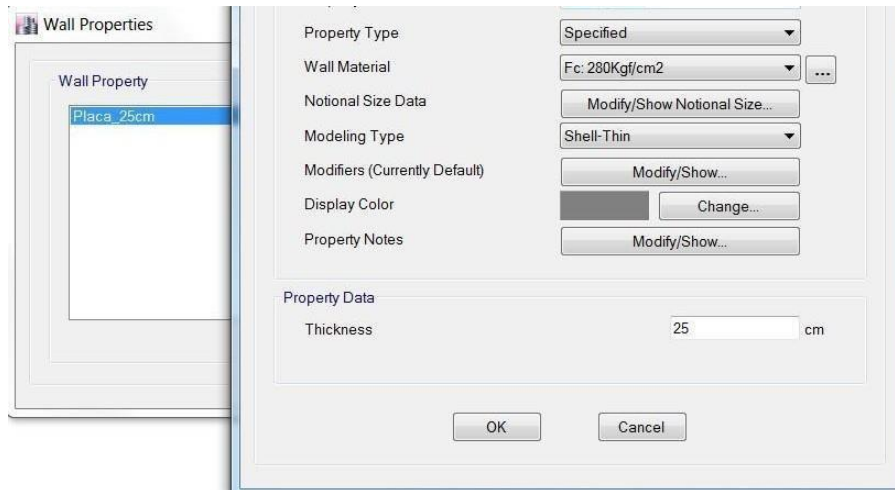 Wall Properties
Wall Property
Placa_25cm
Property Type
Specified
Wall Material
Fc: 280Kgf/cm2
...
Notional Size Data
Modify/Show Notional Size...
Modeling Type
Shell-Thin
Modifiers (Currently Default)
Modify/Show...
Display Color
Change...
Property Notes
Modify/Show...
Property Data
Thickness
25
cm
OK
Cancel